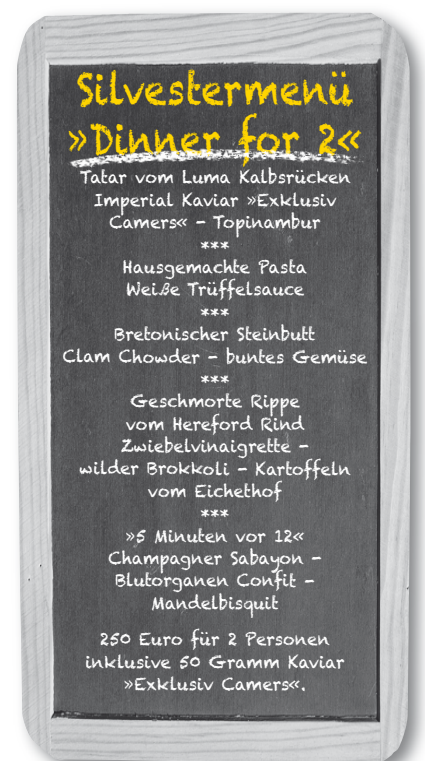 Silvestermenü
»Dinner for 2«
Tatar vom Luma Kalbsrücken
Imperial Kaviar »Exklusiv
Camers« – Topinambur
***
Hausgemachte Pasta
Weiße Trüffelsauce
***
Bretonischer Steinbutt
Clam Chowder – buntes Gemüse
***
Geschmorte Rippe
vom Hereford Rind
Zwiebelvinaigrette –
wilder Brokkoli – Kartoffeln
vom Eichethof
***
»5 Minuten vor 12«
Champagner Sabayon –
Blutorganen Confit –
Mandelbisquit
250 Euro für 2 Personen
inklusive 50 Gramm Kaviar
»Exklusiv Camers«.